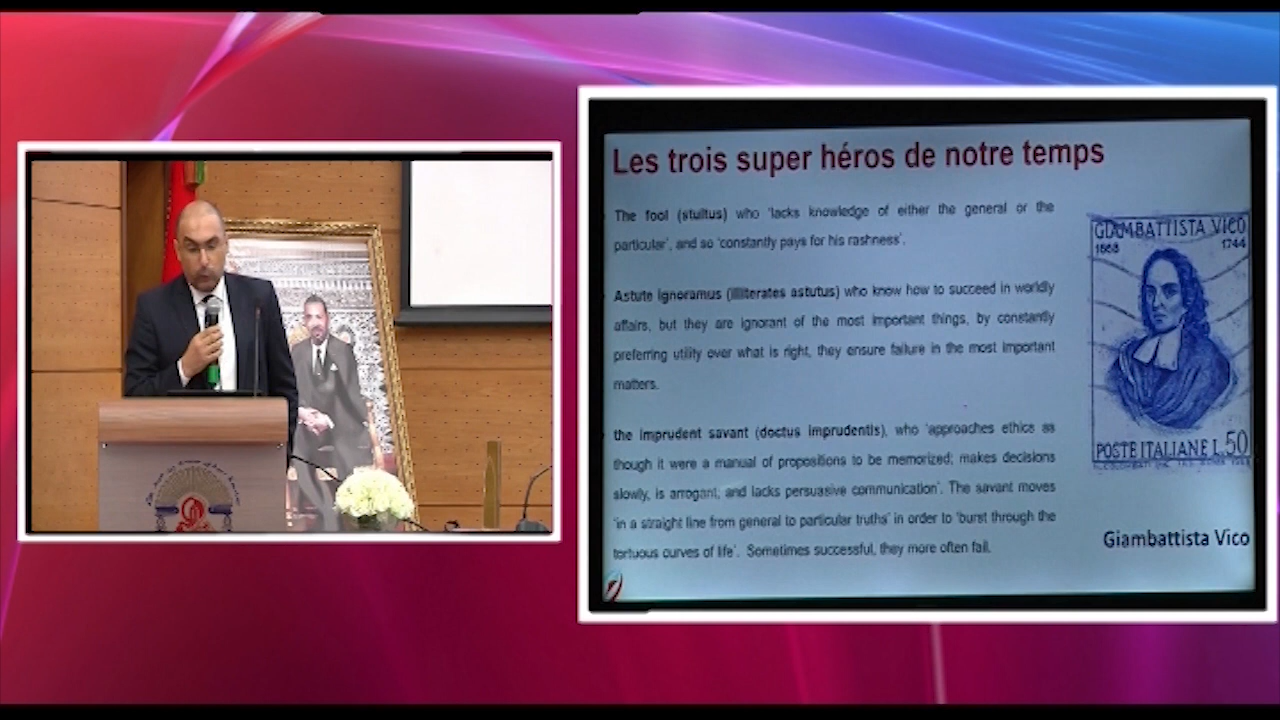 Les trois super héros de notre temps
The fool (stultus) who 'lacks knowledge of either the general or the
particular', and so 'constantly pays for his rashness'.
Astute ignoramus (illiterates astutus) who know how to succeed in worldly
affairs, but they are ignorant of the most important things, by constantly
preferring utility over what is right, they ensure failure in the most important
matters.
the imprudent savant (doctus imprudentis), who 'approaches ethics as
though it were a manual of propositions to be memorized; makes decisions
slowly, is arrogant, and lacks persuasive communication'. The savant moves
'in a straight line from general to particular truths' in order to 'burst through the
tortuous curves of life'. Sometimes successful, they more often fail.
GIAMBATTISTA VICO
1668 1744
POSTE ITALIANE L.50
Giambattista Vico